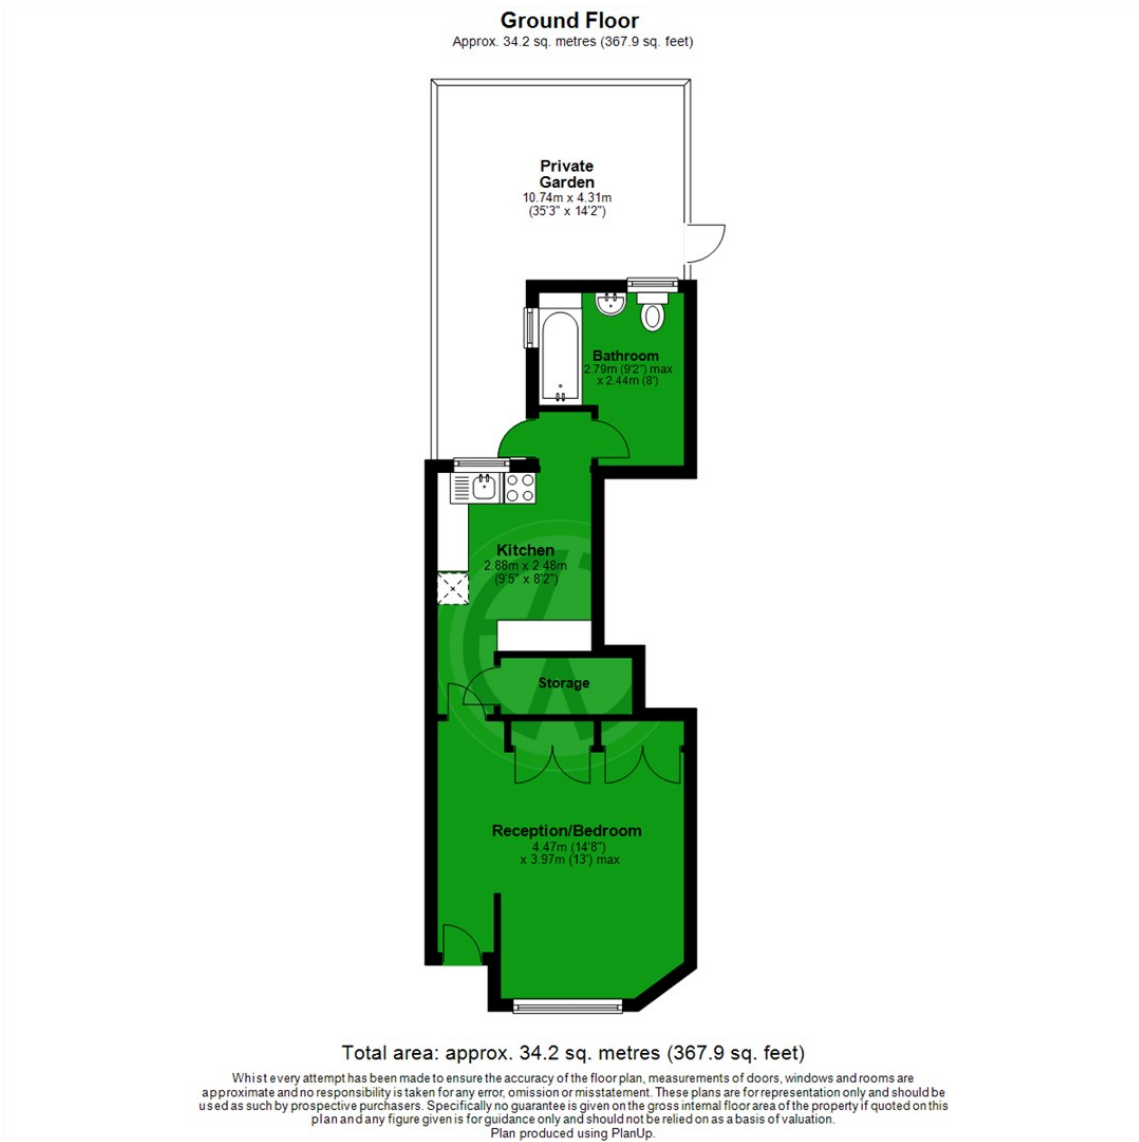 Ground Floor
Approx. 34.2 sq. metres (367.9 sq. feet)
Private
Garden
10.74m x 4.31m
(35'3" x 14'2")
Bathroom
2.79m (9'2") max
x 2.44m (8')
Kitchen
2.88m x 2.48m
(9'5" x 8'2")
Storage
Reception/Bedroom
4.47m (14'8")
x 3.97m (13') max
Total area: approx. 34.2 sq. metres (367.9 sq. feet)
Whist every attempt has been made to ensure the accuracy of the floor plan, measurements of doors, windows and rooms are
approximate and no responsibility is taken for any error, omission or misstatement. These plans are for representation only and should be
used as such by prospective purchasers. Specifically no guarantee is given on the gross internal floor area of the property if quoted on this
plan and any figure given is for guidance only and should not be relied on as a basis of valuation.
Plan produced using PlanUp.